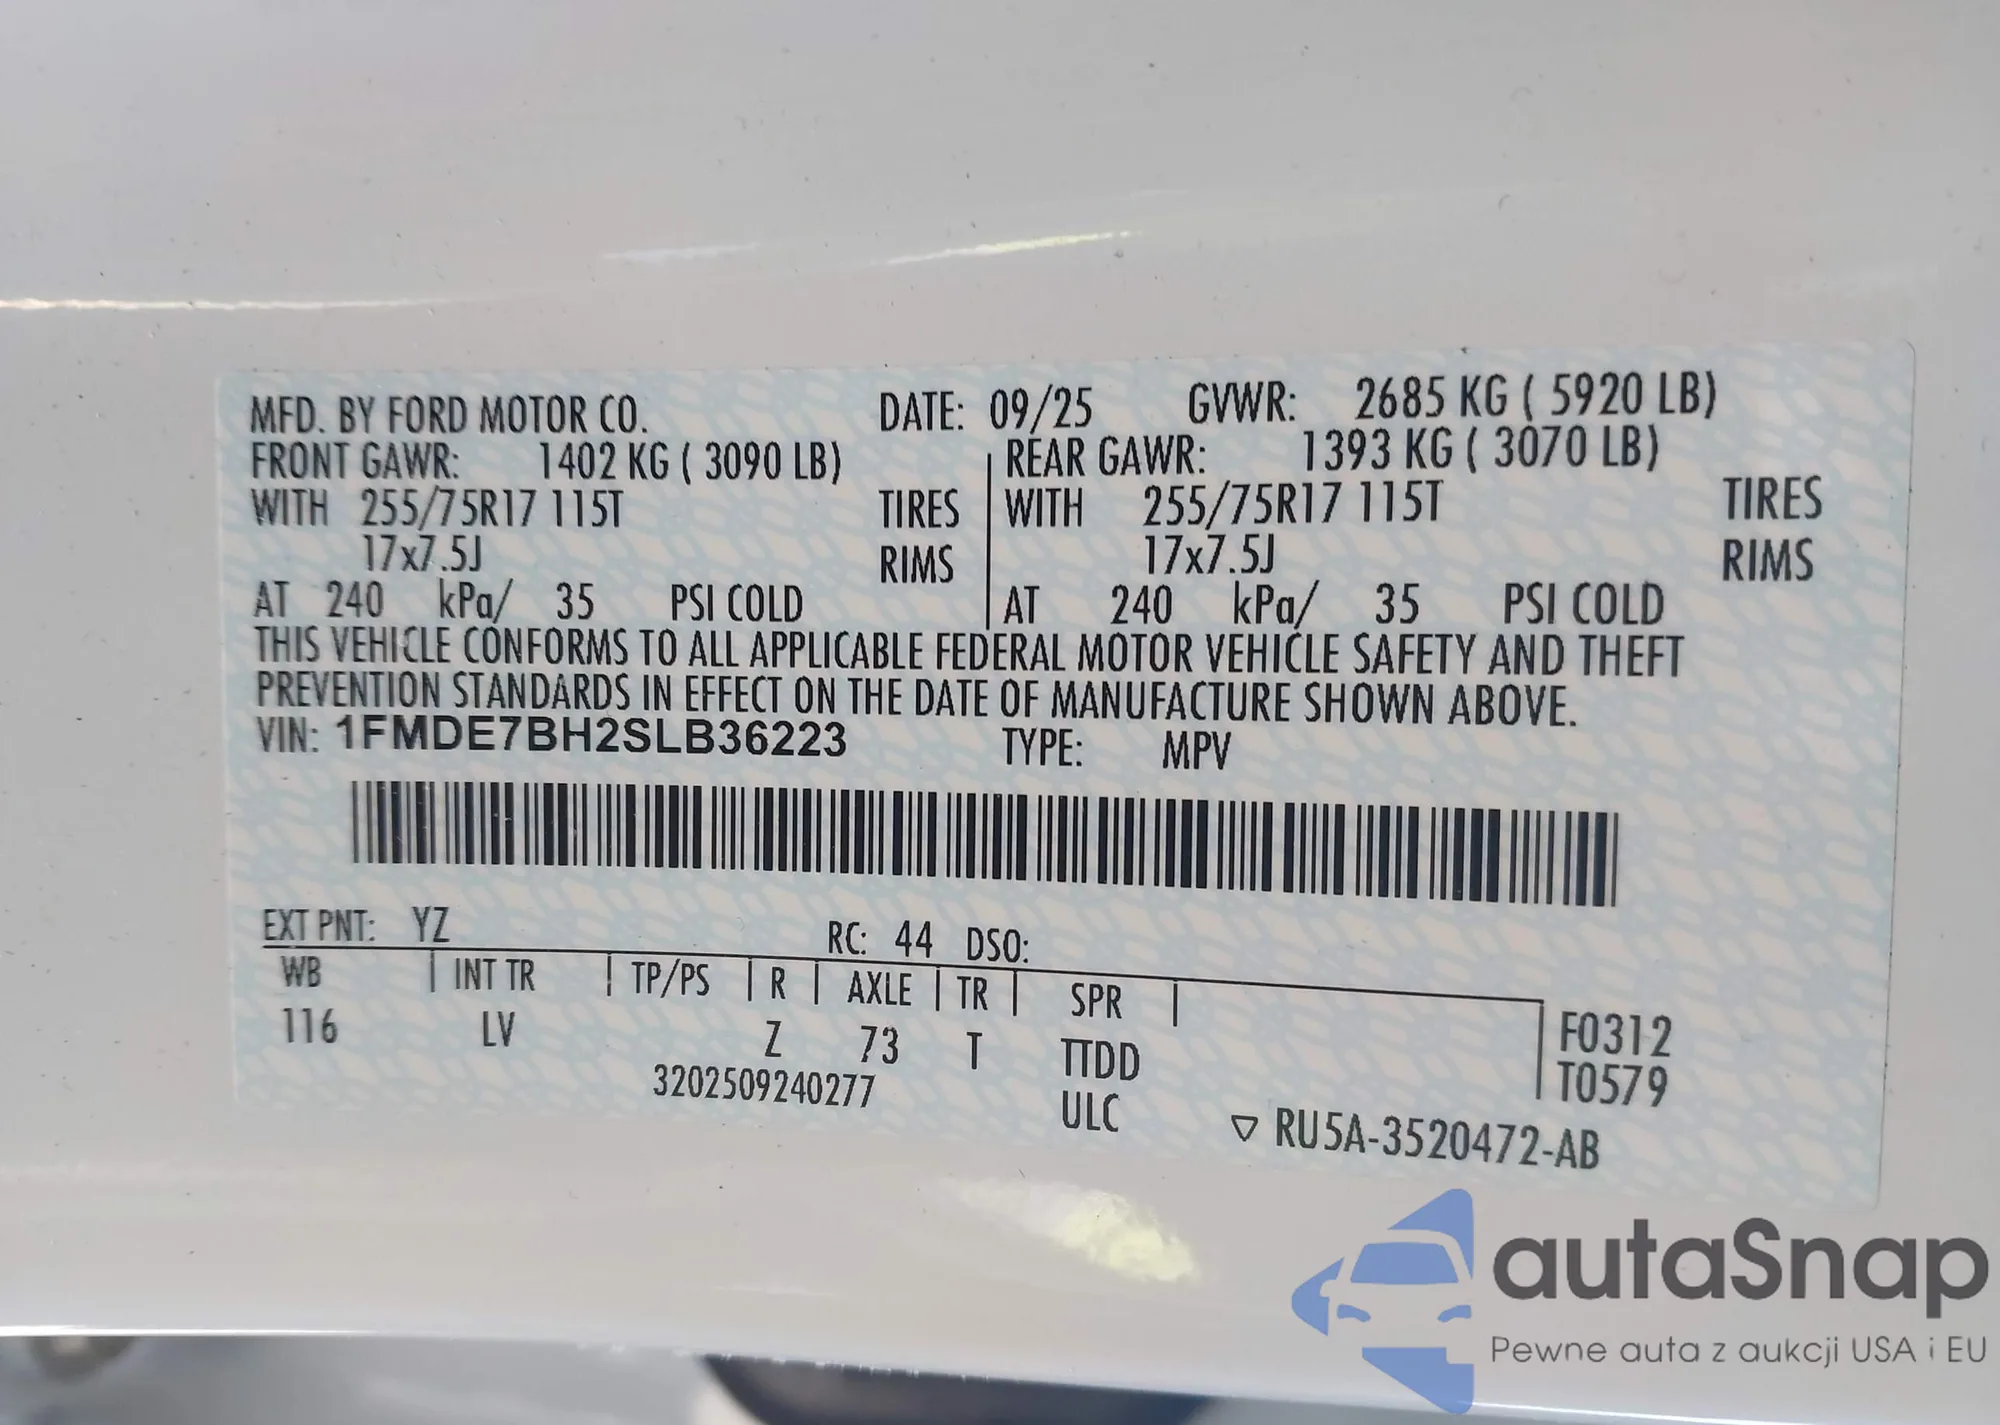 MFD. BY FORD MOTOR CO. DATE: 09/25 GVWR: 2685 KG ( 5920 LB)
FRONT GAWR: 1402 KG ( 3090 LB) REAR GAWR: 1393 KG ( 3070 LB)
WITH 255/75R17 115T TIRES WITH 255/75R17 115T TIRES
17x7.5J RIMS 17x7.5J RIMS
AT 240 kPa/ 35 PSI COLD AT 240 kPa/ 35 PSI COLD
THIS VEHICLE CONFORMS TO ALL APPLICABLE FEDERAL MOTOR VEHICLE SAFETY AND THEFT
PREVENTION STANDARDS IN EFFECT ON THE DATE OF MANUFACTURE SHOWN ABOVE.
VIN: 1FMDE7BH2SLB36223 TYPE: MPV
EXT PNT: YZ RC: 44 DSO:
WB INT TR TP/PS R AXLE TR SPR
116 LV Z 73 T TTDD F0312
3202509240277 ULC T0579
▽ RU5A-3520472-AB
autaSnap
Pewne auta z aukcji USA i EU